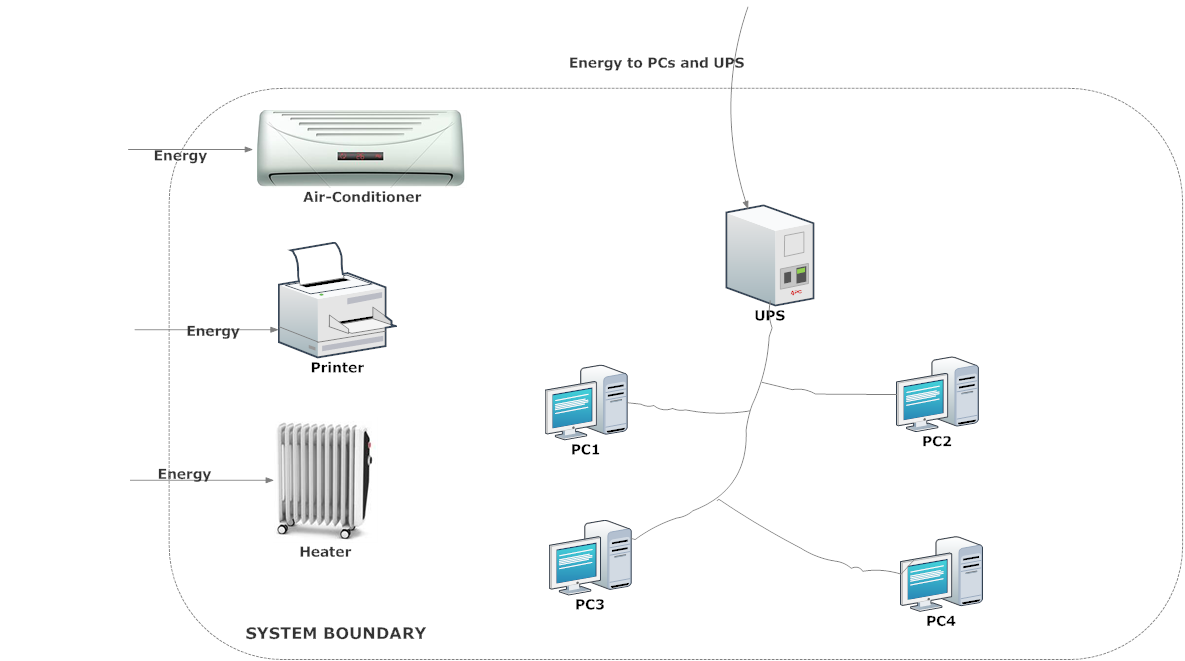 Energy to PCs and UPS
Energy
Air-Conditioner
Energy
Printer
APC
UPS
PC1
PC2
Energy
Heater
PC3
PC4
SYSTEM BOUNDARY